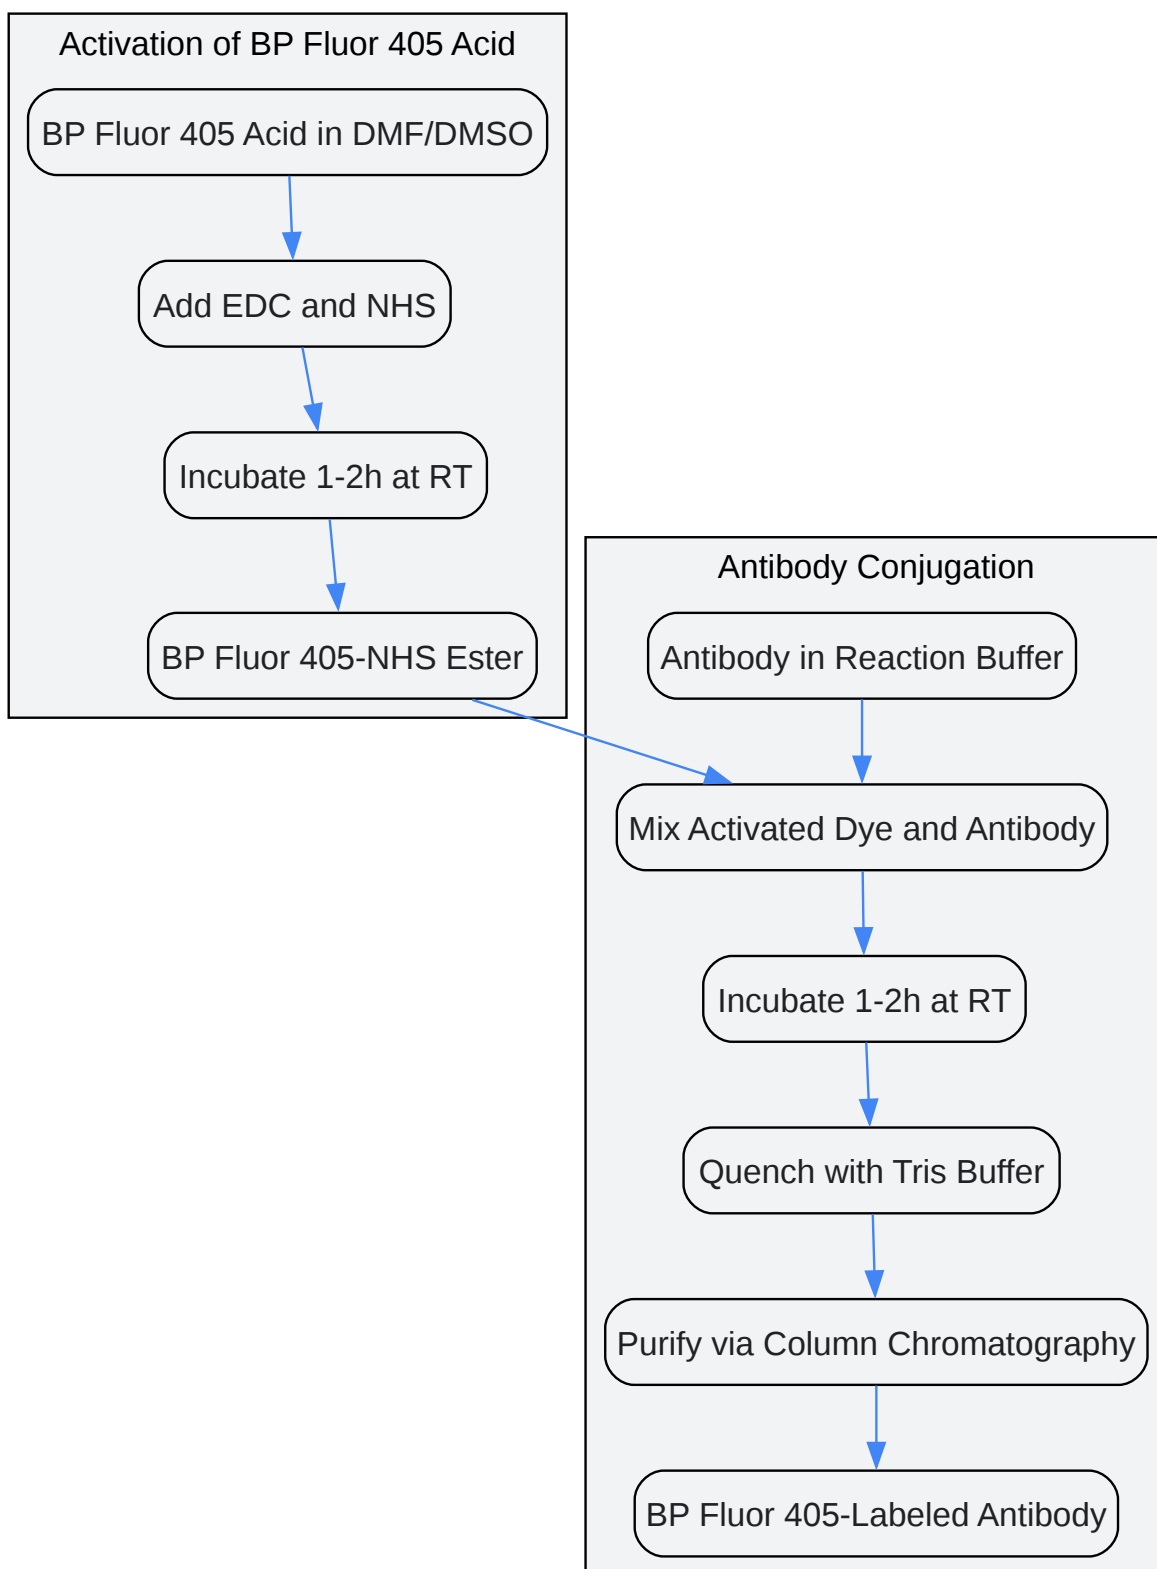 Activation of BP Fluor 405 Acid
BP Fluor 405 Acid in DMF/DMSO
Add EDC and NHS
Incubate 1-2h at RT
BP Fluor 405-NHS Ester
Antibody Conjugation
Antibody in Reaction Buffer
Mix Activated Dye and Antibody
Incubate 1-2h at RT
Quench with Tris Buffer
Purify via Column Chromatography
BP Fluor 405-Labeled Antibody